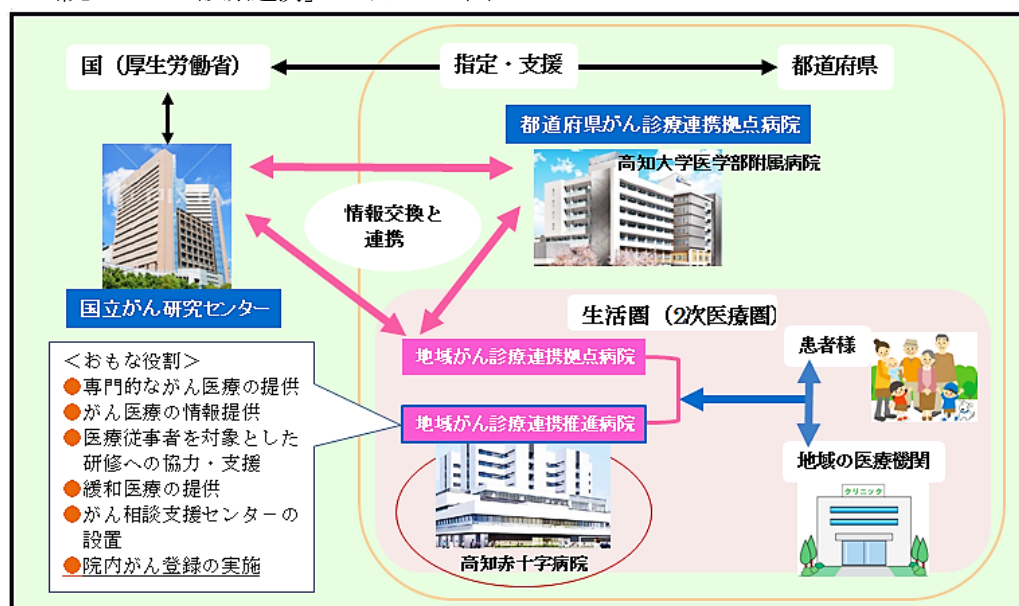 国（厚生労働省）
指定・支援
都道府県
都道府県がん診療連携拠点病院
高知大学医学部附属病院
情報交換と
連携
国立がん研究センター
生活圏（2次医療圏）
地域がん診療連携拠点病院
患者様
＜おもな役割＞
●専門的ながん医療の提供
●がん医療の情報提供
●医療従事者を対象とした
研修への協力・支援
●緩和医療の提供
●がん相談支援センターの
設置
●院内がん登録の実施
地域がん診療連携推進病院
高知赤十字病院
地域の医療機関
クリニック